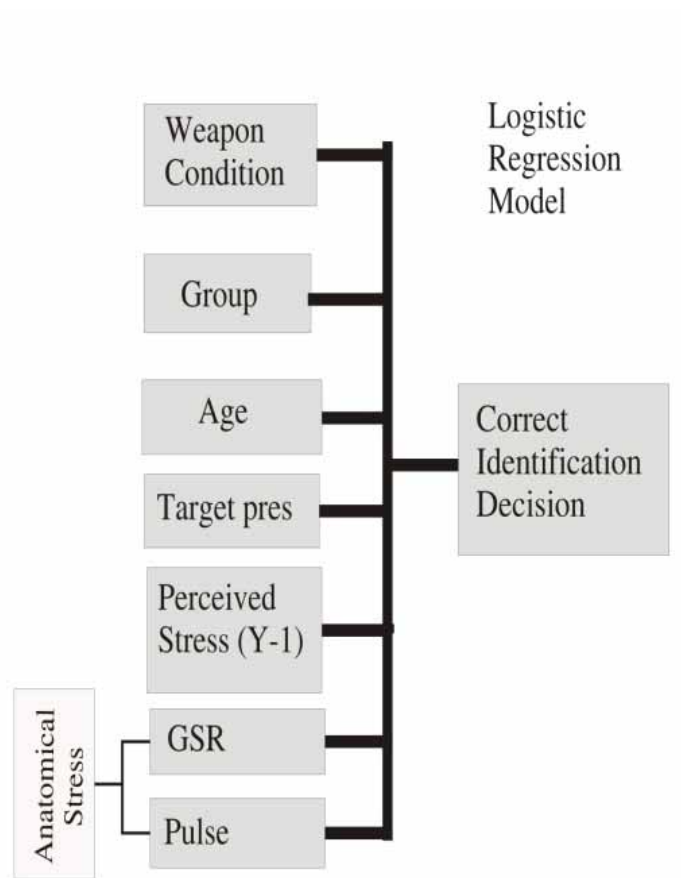 Weapon
Condition
Logistic
Regression
Model
Group
Age
Correct
Identification
Decision
Target pres
Perceived
Stress (Y-1)
GSR
Anatomical
Stress
Pulse